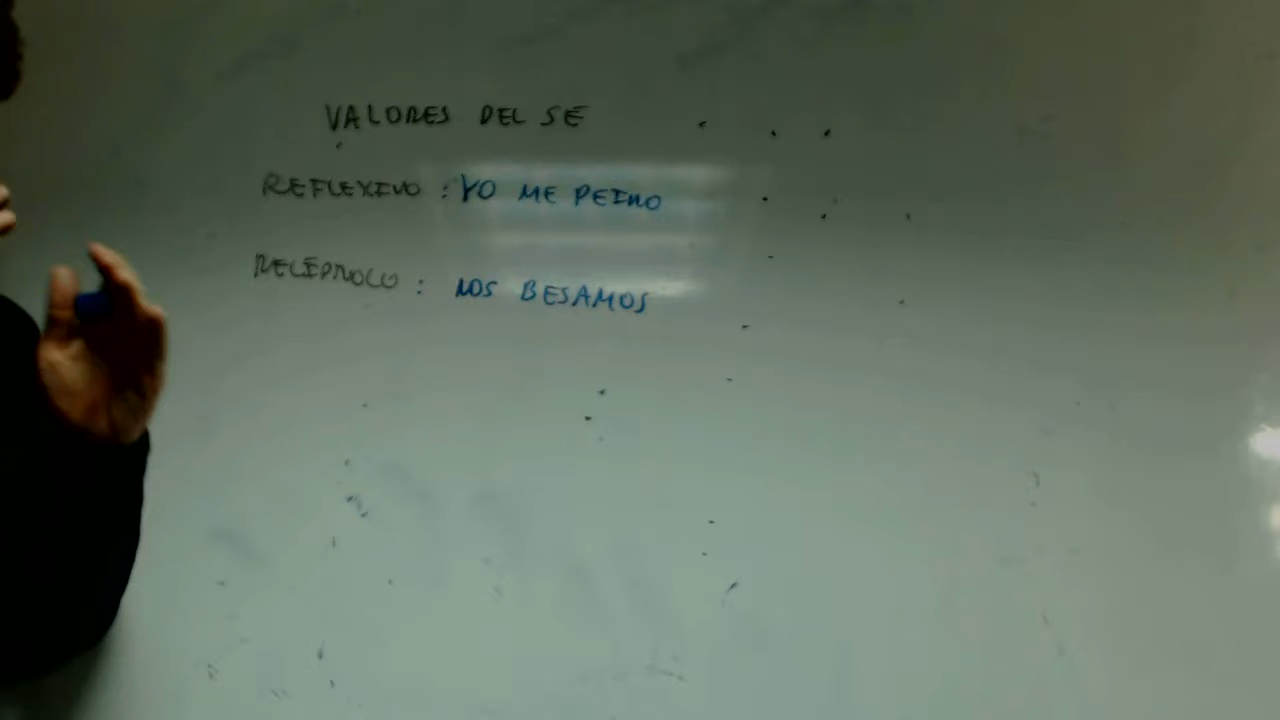 VALORES DEL SE
REFLEXIVO : YO ME PEINO
RECÍPROCO : NOS BESAMOS